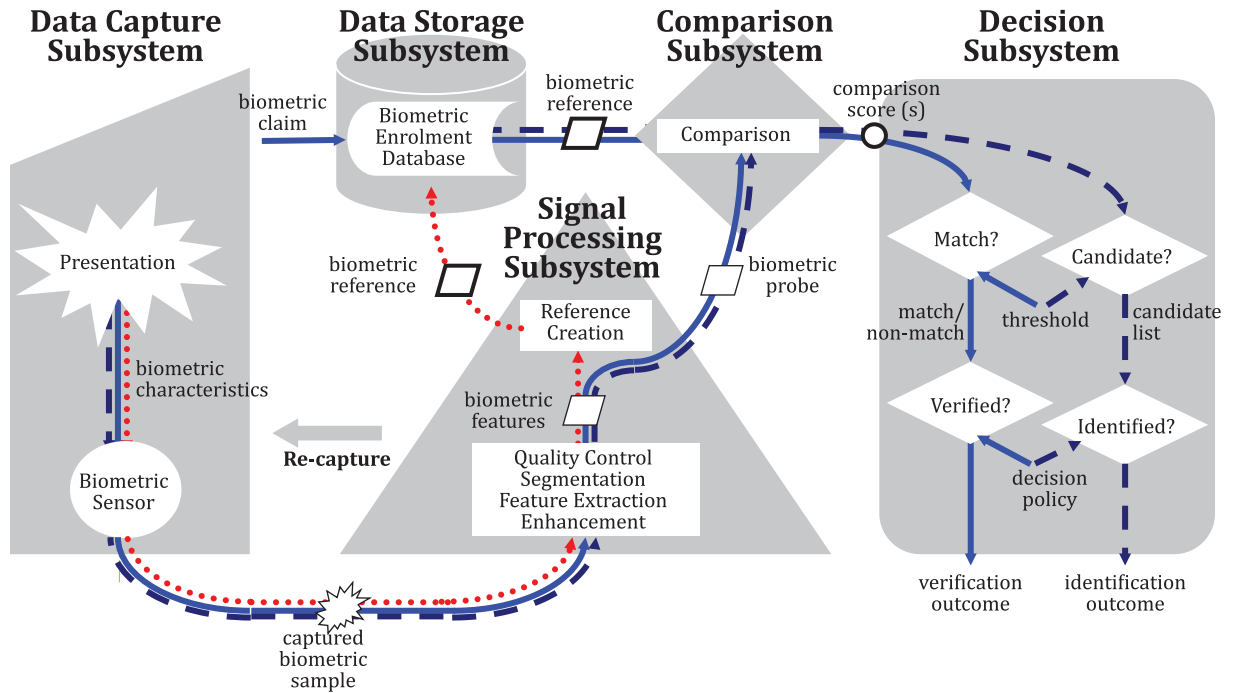 Data Capture
Subsystem
Data Storage
Subsystem
Comparison
Subsystem
Decision
Subsystem
biometric
claim
Biometric
Enrolment
Database
biometric
reference
Comparison
comparison
score (s)
Signal
Processing
Subsystem
Presentation
biometric
reference
biometric
probe
Match?
Candidate?
Reference
Creation
match/
non-match
threshold
candidate
list
biometric
characteristics
biometric
features
Verified?
Identified?
Re-capture
Biometric
Sensor
Quality Control
Segmentation
Feature Extraction
Enhancement
decision
policy
verification
outcome
identification
outcome
captured
biometric
sample